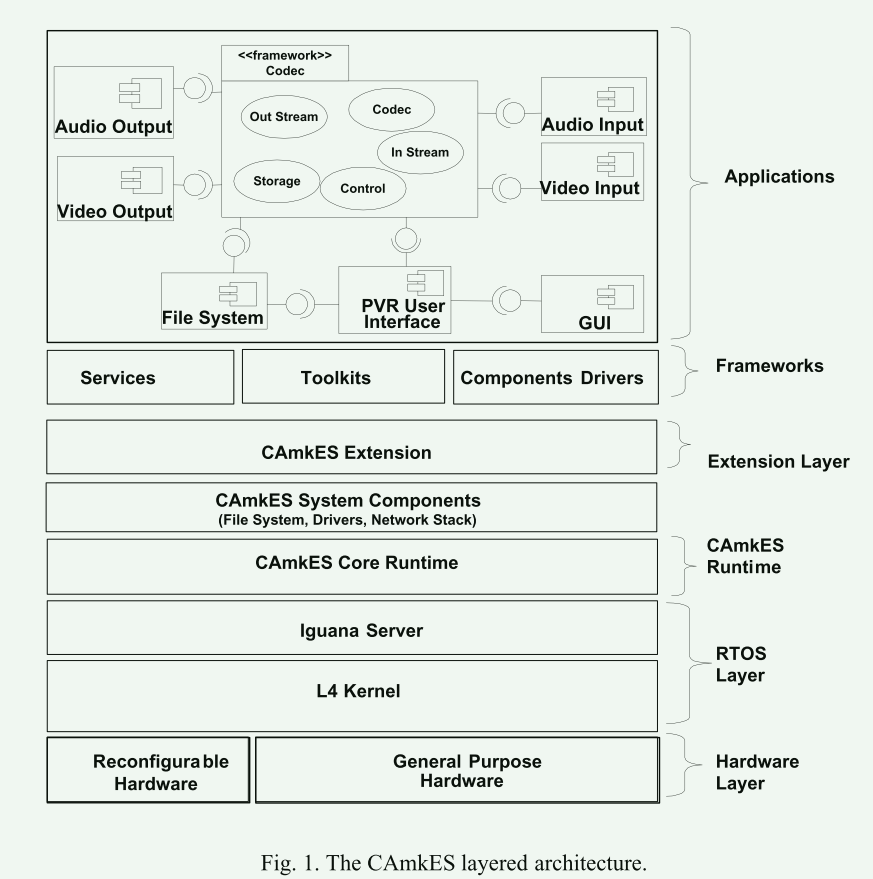 <<framework>>
Codec
Audio Output
Out Stream
Codec
In Stream
Storage
Control
Audio Input
Video Output
Video Input
File System
PVR User
Interface
GUI
Applications
Services
Toolkits
Components Drivers
Frameworks
CAmkES Extension
Extension Layer
CAmkES System Components
(File System, Drivers, Network Stack)
CAmkES Core Runtime
CAmkES
Runtime
Iguana Server
L4 Kernel
RTOS
Layer
Reconfigurable
Hardware
General Purpose
Hardware
Hardware
Layer
Fig. 1. The CAmkES layered architecture.